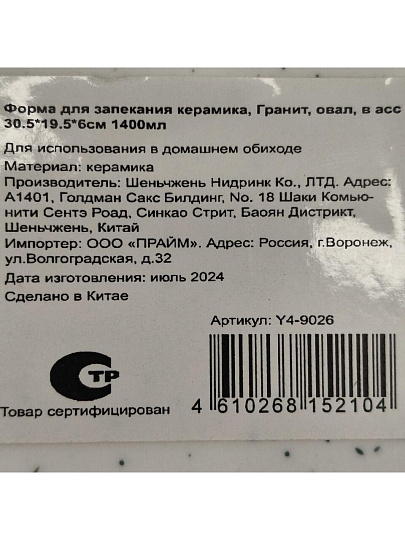 Форма для запекания керамика, Гранит, овал, в асс
30.5*19.5*6см 1400мл
Для использования в домашнем обиходе
Материал: керамика
Производитель: Шеньчжень Нидринк Ко., ЛТД. Адрес:
А1401, Голдман Сакс Билдинг, No. 18 Шаки Комью-
нити Сентэ Роад, Синкао Стрит, Баоян Дистрикт,
Шеньчжень, Китай
Импортер: ООО «ПРАЙМ». Адрес: Россия, г.Воронеж,
ул.Волгоградская, д.32
Дата изготовления: июль 2024
Сделано в Китае
Артикул: Y4-9026
СТР
Товар сертифицирован
4 610268 152104